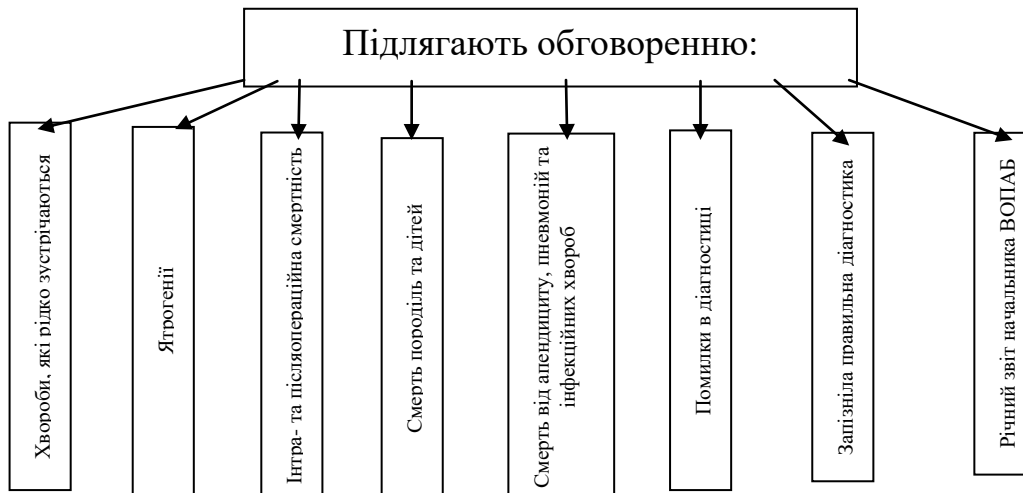 Підлягають обговоренню:
Хвороби, які рідко зустрічаються
Ятрогенії
Інтра- та післяопераційна смертність
Смерть породіль та дітей
Смерть від апендициту, пневмоній та
інфекційних хвороб
Помилки в діагностиці
Запізніла правильна діагностика
Річний звіт начальника ВОПАБ